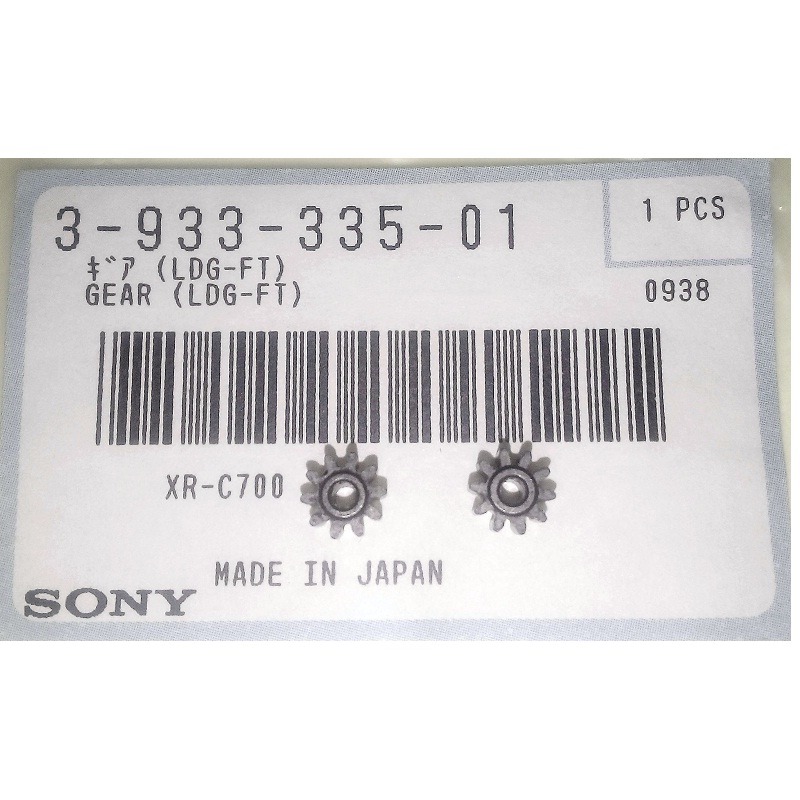 3-933-335-01
1 PCS
ｷﾞｱ (LDG-FT)
GEAR (LDG-FT)
0938
XR-C700
MADE IN JAPAN
SONY